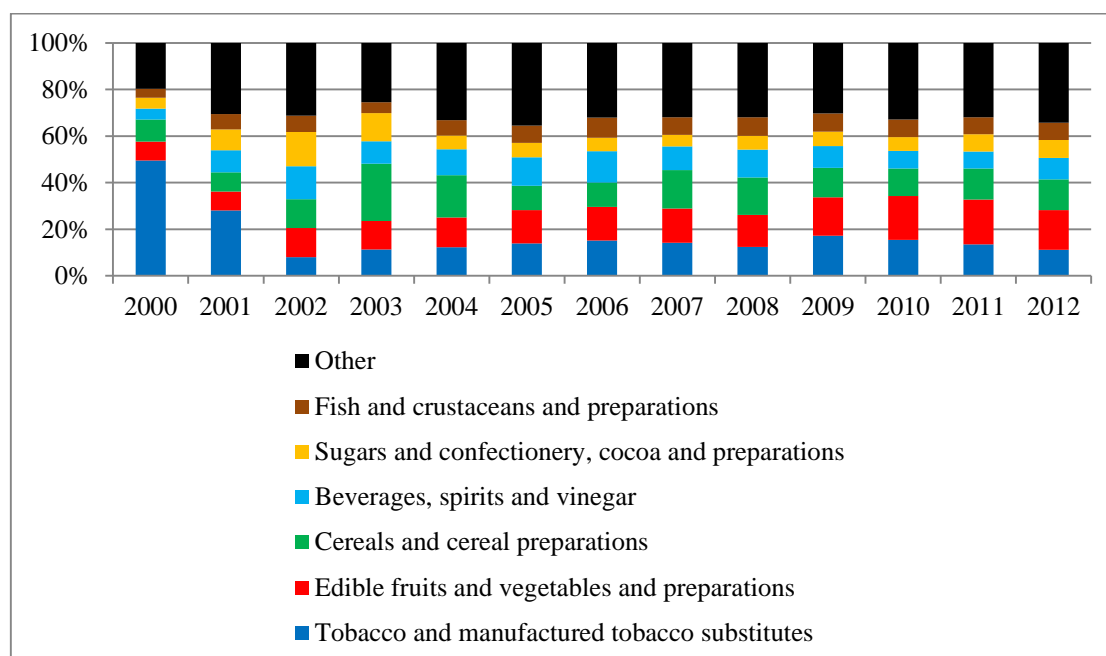 100%
80%
60%
40%
20%
0%
2000 2001 2002 2003 2004 2005 2006 2007 2008 2009 2010 2011 2012
Other
Fish and crustaceans and preparations
Sugars and confectionery, cocoa and preparations
Beverages, spirits and vinegar
Cereals and cereal preparations
Edible fruits and vegetables and preparations
Tobacco and manufactured tobacco substitutes